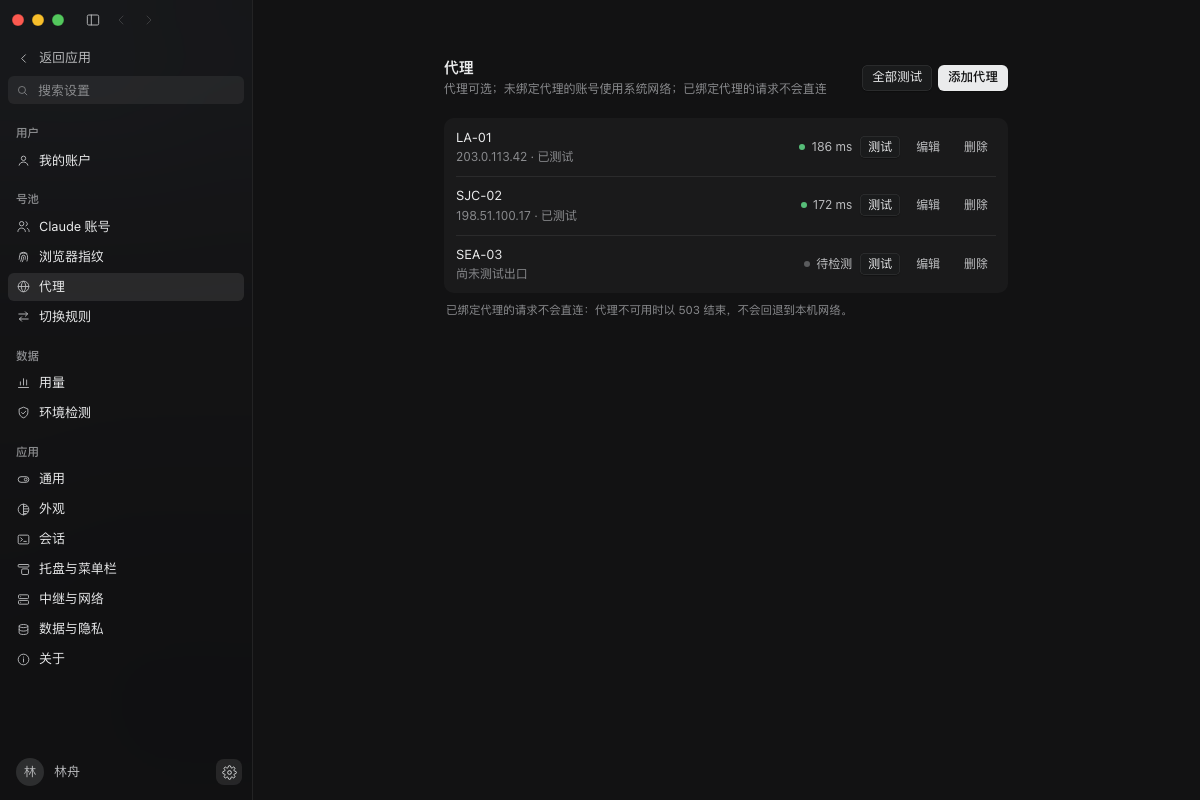 返回应用
搜索设置
用户
我的账户
号池
Claude 账号
浏览器指纹
代理
切换规则
数据
用量
环境检测
应用
通用
外观
会话
托盘与菜单栏
中继与网络
数据与隐私
关于
林 林舟
代理
代理可选；未绑定代理的账号使用系统网络；已绑定代理的请求不会直连
全部测试 添加代理
LA-01
203.0.113.42 · 已测试
186 ms 测试 编辑 删除
SJC-02
198.51.100.17 · 已测试
172 ms 测试 编辑 删除
SEA-03
尚未测试出口
待检测 测试 编辑 删除
已绑定代理的请求不会直连：代理不可用时以 503 结束，不会回退到本机网络。